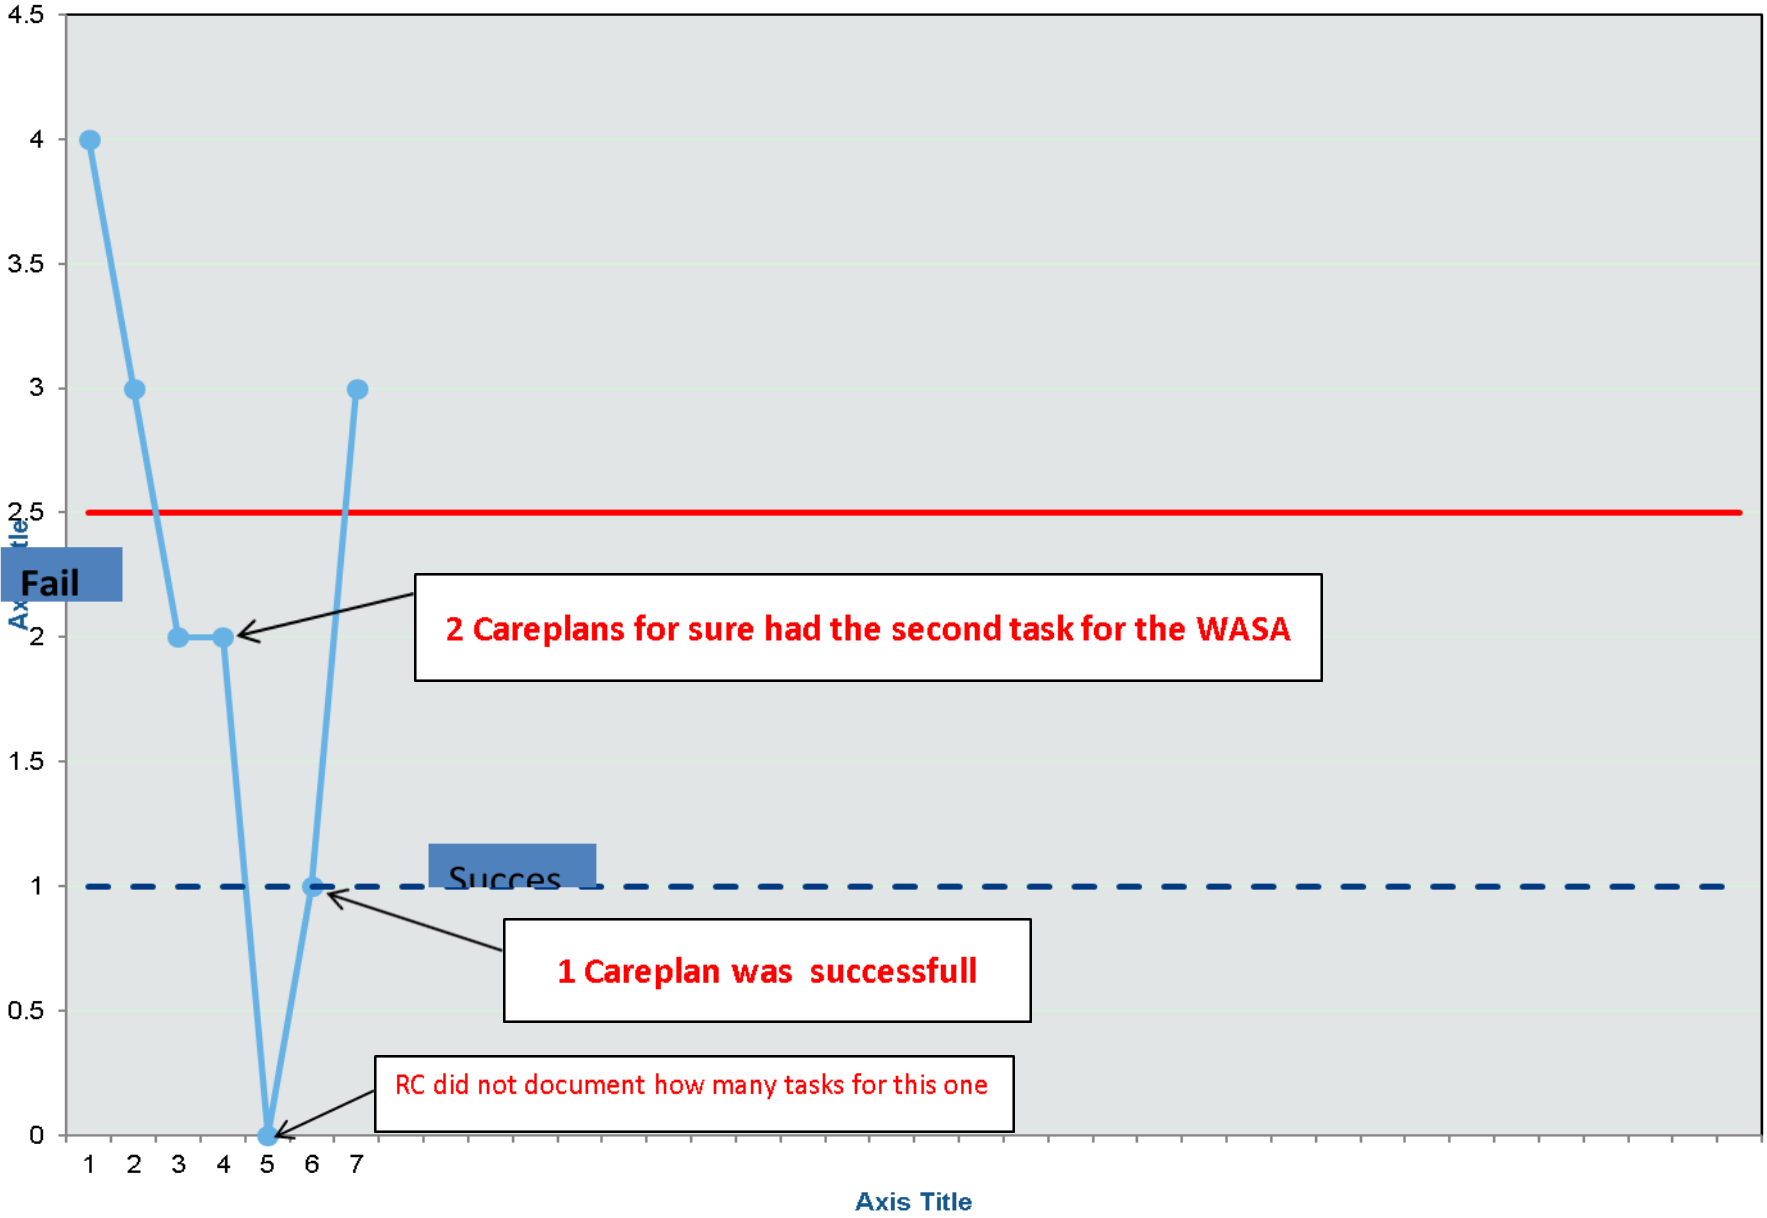 4.5
4
3.5
3
2.5
Fail
2
2 Careplans for sure had the second task for the WASA
1.5
Succes
1
1 Careplan was  successfull
0.5
RC did not document how many tasks for this one
0
1 2 3 4 5 6 7
Axis Title